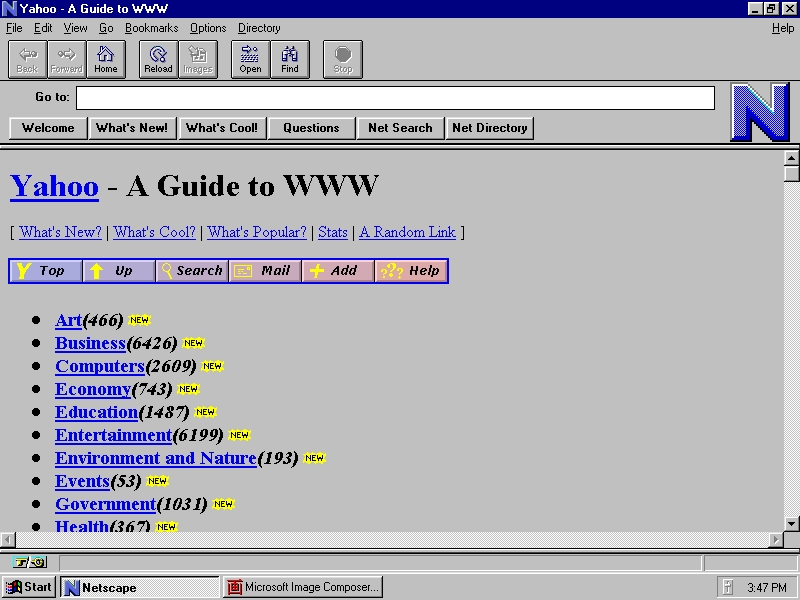 Yahoo - A Guide to WWW
File Edit View Go Bookmarks Options Directory Help
Back Forward Home Reload Images Open Find Stop
Go to:
Welcome What's New! What's Cool! Questions Net Search Net Directory
Yahoo - A Guide to WWW
[ What's New? | What's Cool? | What's Popular? | Stats | A Random Link ]
Y Top Up Search Mail Add ??? Help
Art(466) NEW
Business(6426) NEW
Computers(2609) NEW
Economy(743) NEW
Education(1487) NEW
Entertainment(6199) NEW
Environment and Nature(193) NEW
Events(53) NEW
Government(1031) NEW
Health(367) NEW
Start Netscape Microsoft Image Composer... 3:47 PM